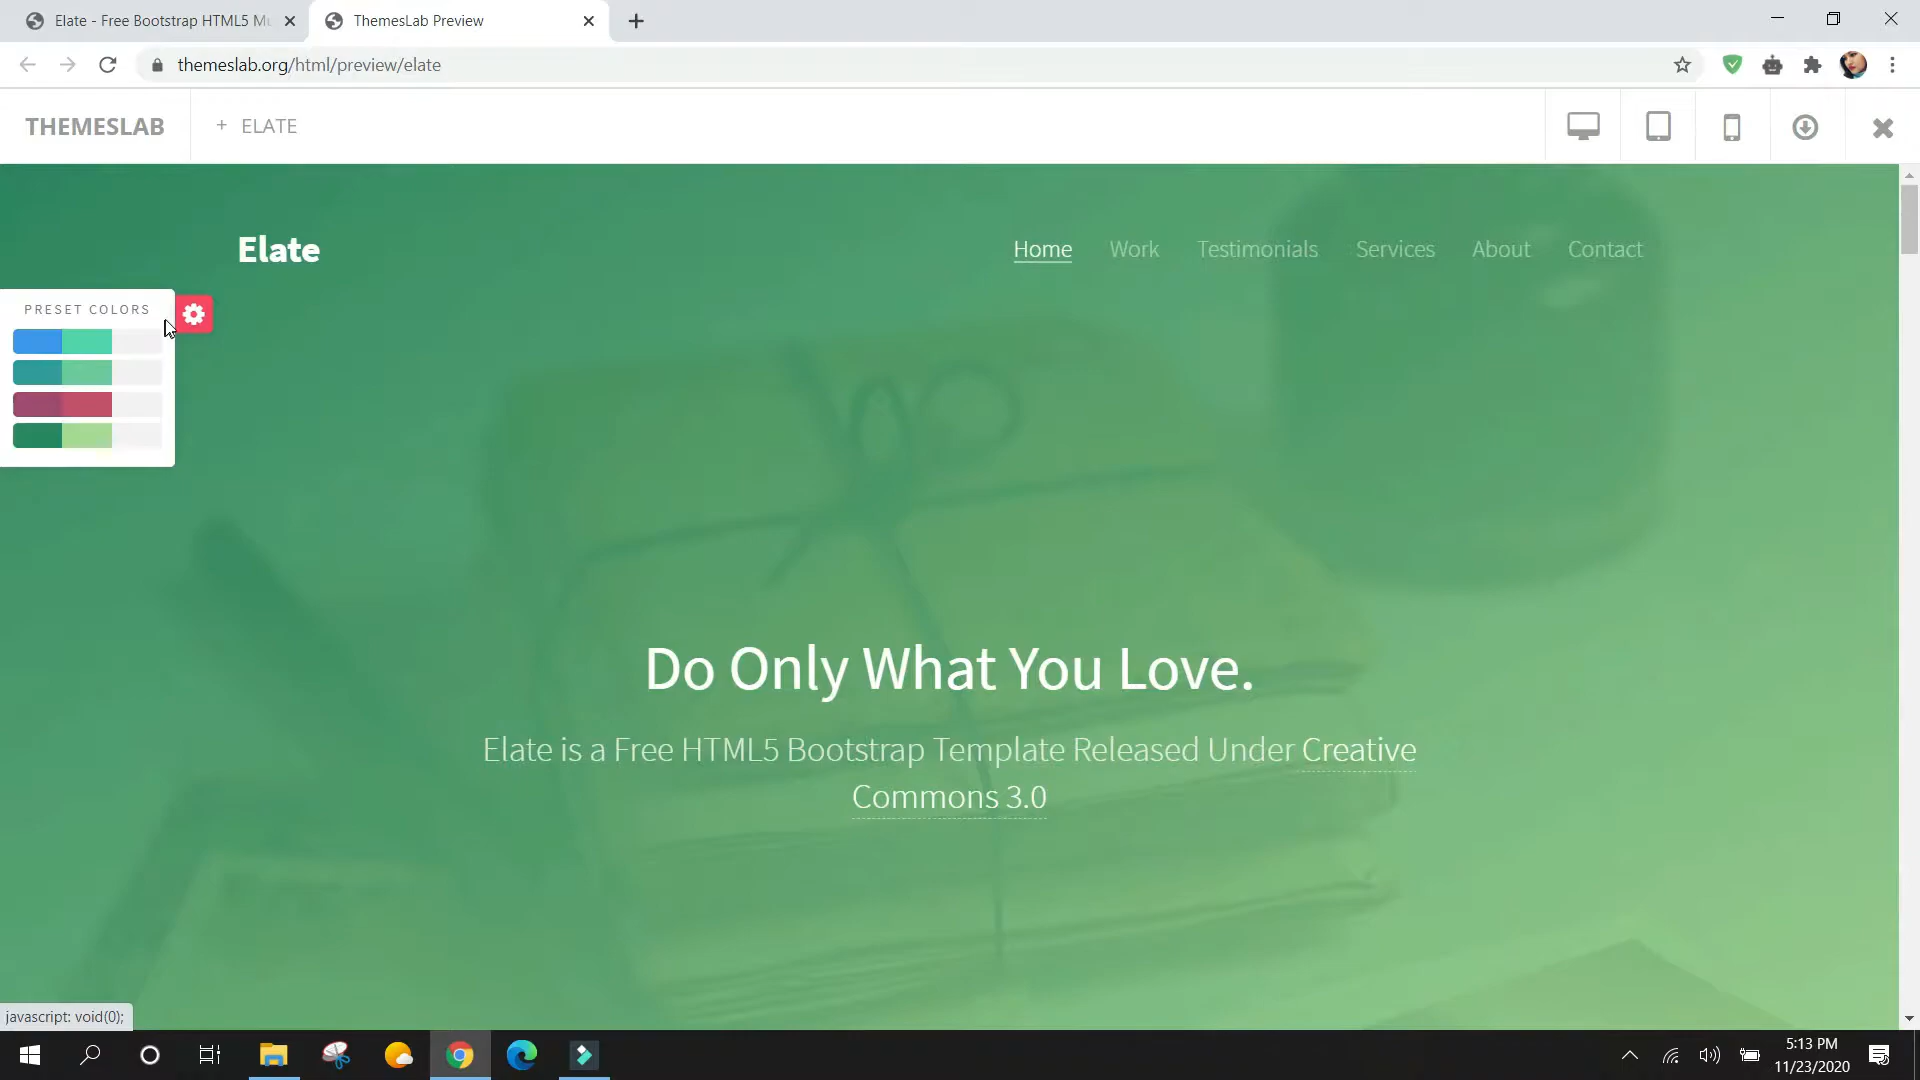 Elate - Free Bootstrap HTML5 Mu
ThemesLab Preview
themeslab.org/html/preview/elate
THEMESLAB
+ ELATE
Elate
Home Work Testimonials Services About Contact
PRESET COLORS
Do Only What You Love.
Elate is a Free HTML5 Bootstrap Template Released Under Creative
Commons 3.0
javascript: void(0);
5:13 PM
11/23/2020